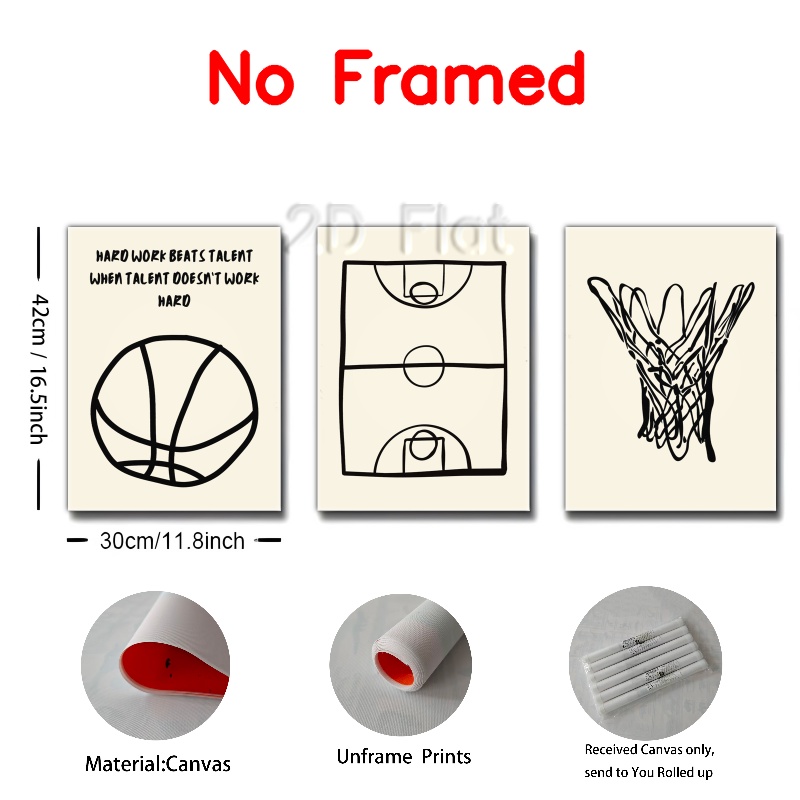 No Framed
2D Flat
HARD WORK BEATS TALENT
WHEN TALENT DOESN'T WORK
HARD
42cm / 16.5inch
30cm/11.8inch
Material:Canvas
Unframe Prints
Received Canvas only,
send to You Rolled up